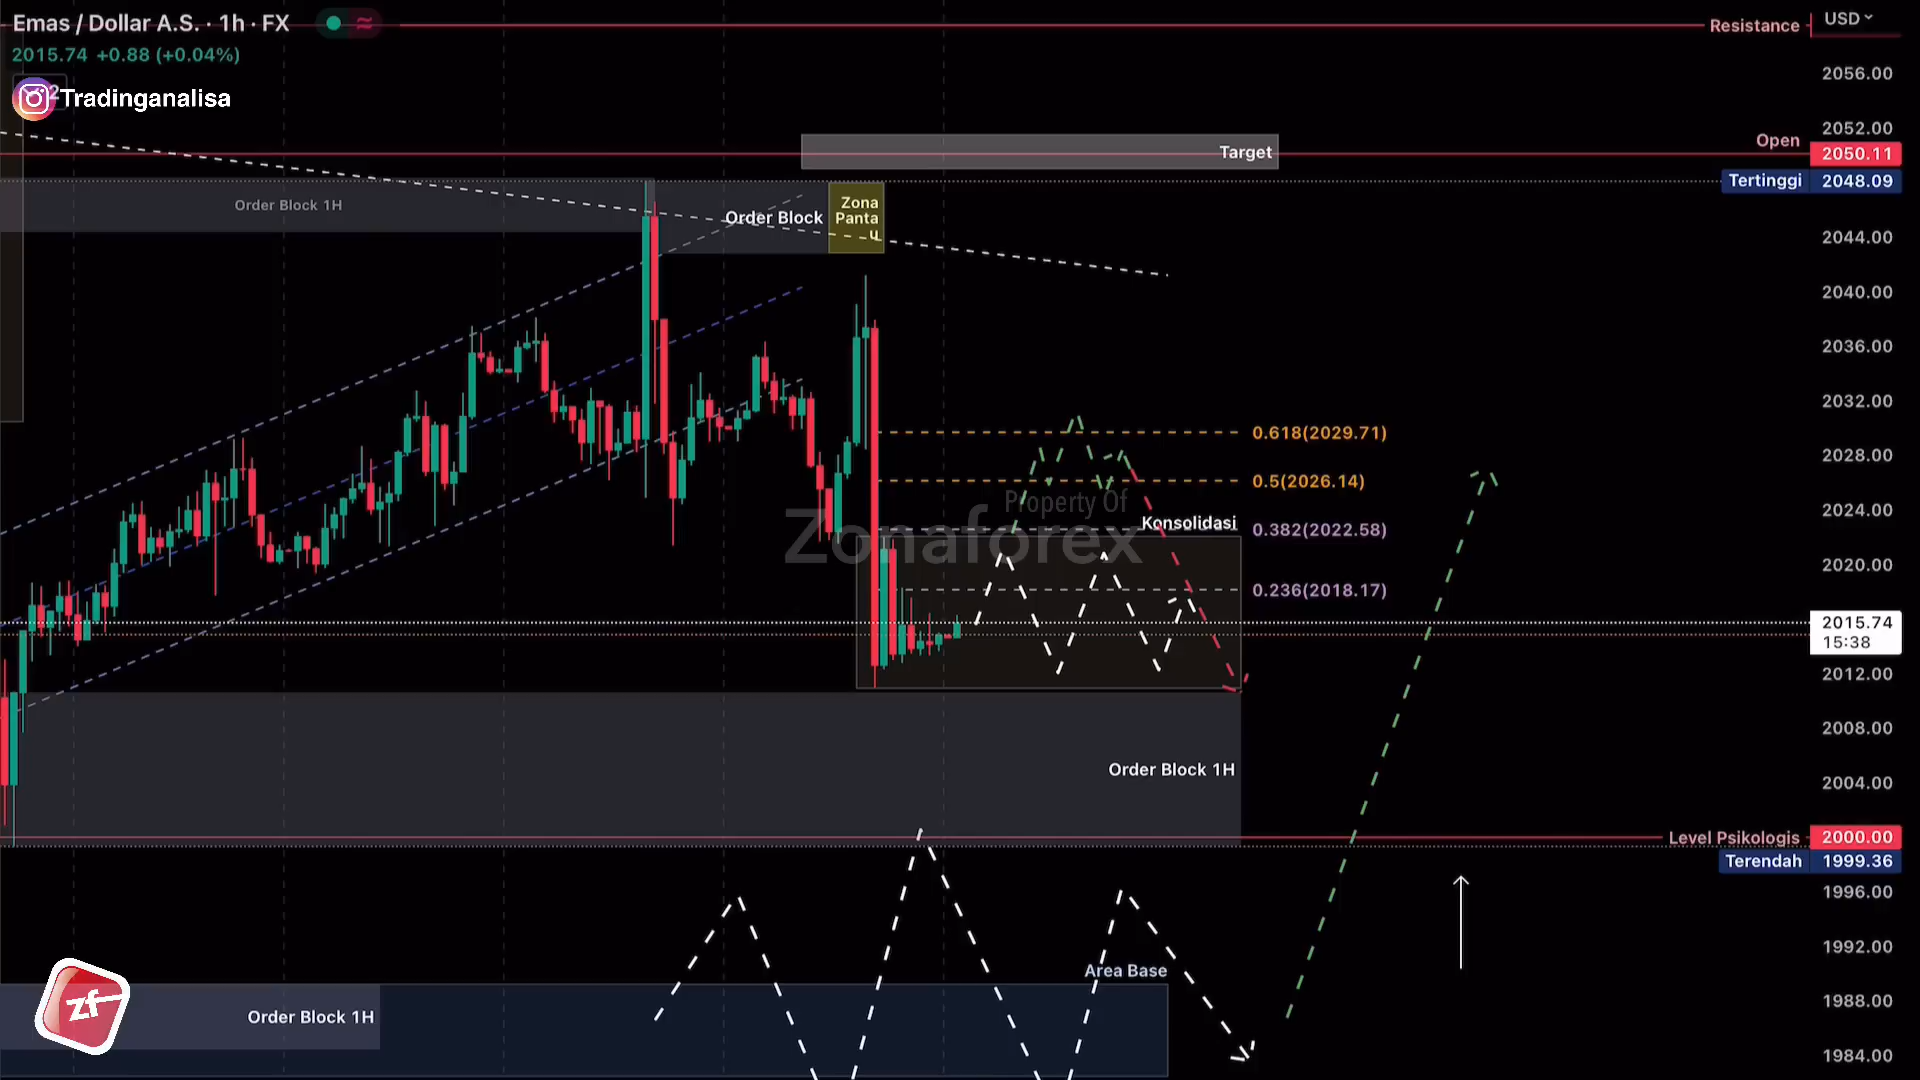 Emas / Dollar A.S. · 1h · FX
2015.74 +0.88 (+0.04%)
Tradinganalisa
Resistance
USD
2056.00
2052.00
Open
2050.11
Target
Tertinggi
2048.09
Order Block 1H
Order Block
Zona
Panta
u
2044.00
2040.00
2036.00
2032.00
0.618(2029.71)
2028.00
0.5(2026.14)
Property Of
Zonaforex
2024.00
Konsolidasi
0.382(2022.58)
2020.00
0.236(2018.17)
2015.74
15:38
2012.00
2008.00
Order Block 1H
2004.00
Level Psikologis
2000.00
Terendah
1999.36
1996.00
1992.00
Area Base
1988.00
Order Block 1H
zf
1984.00